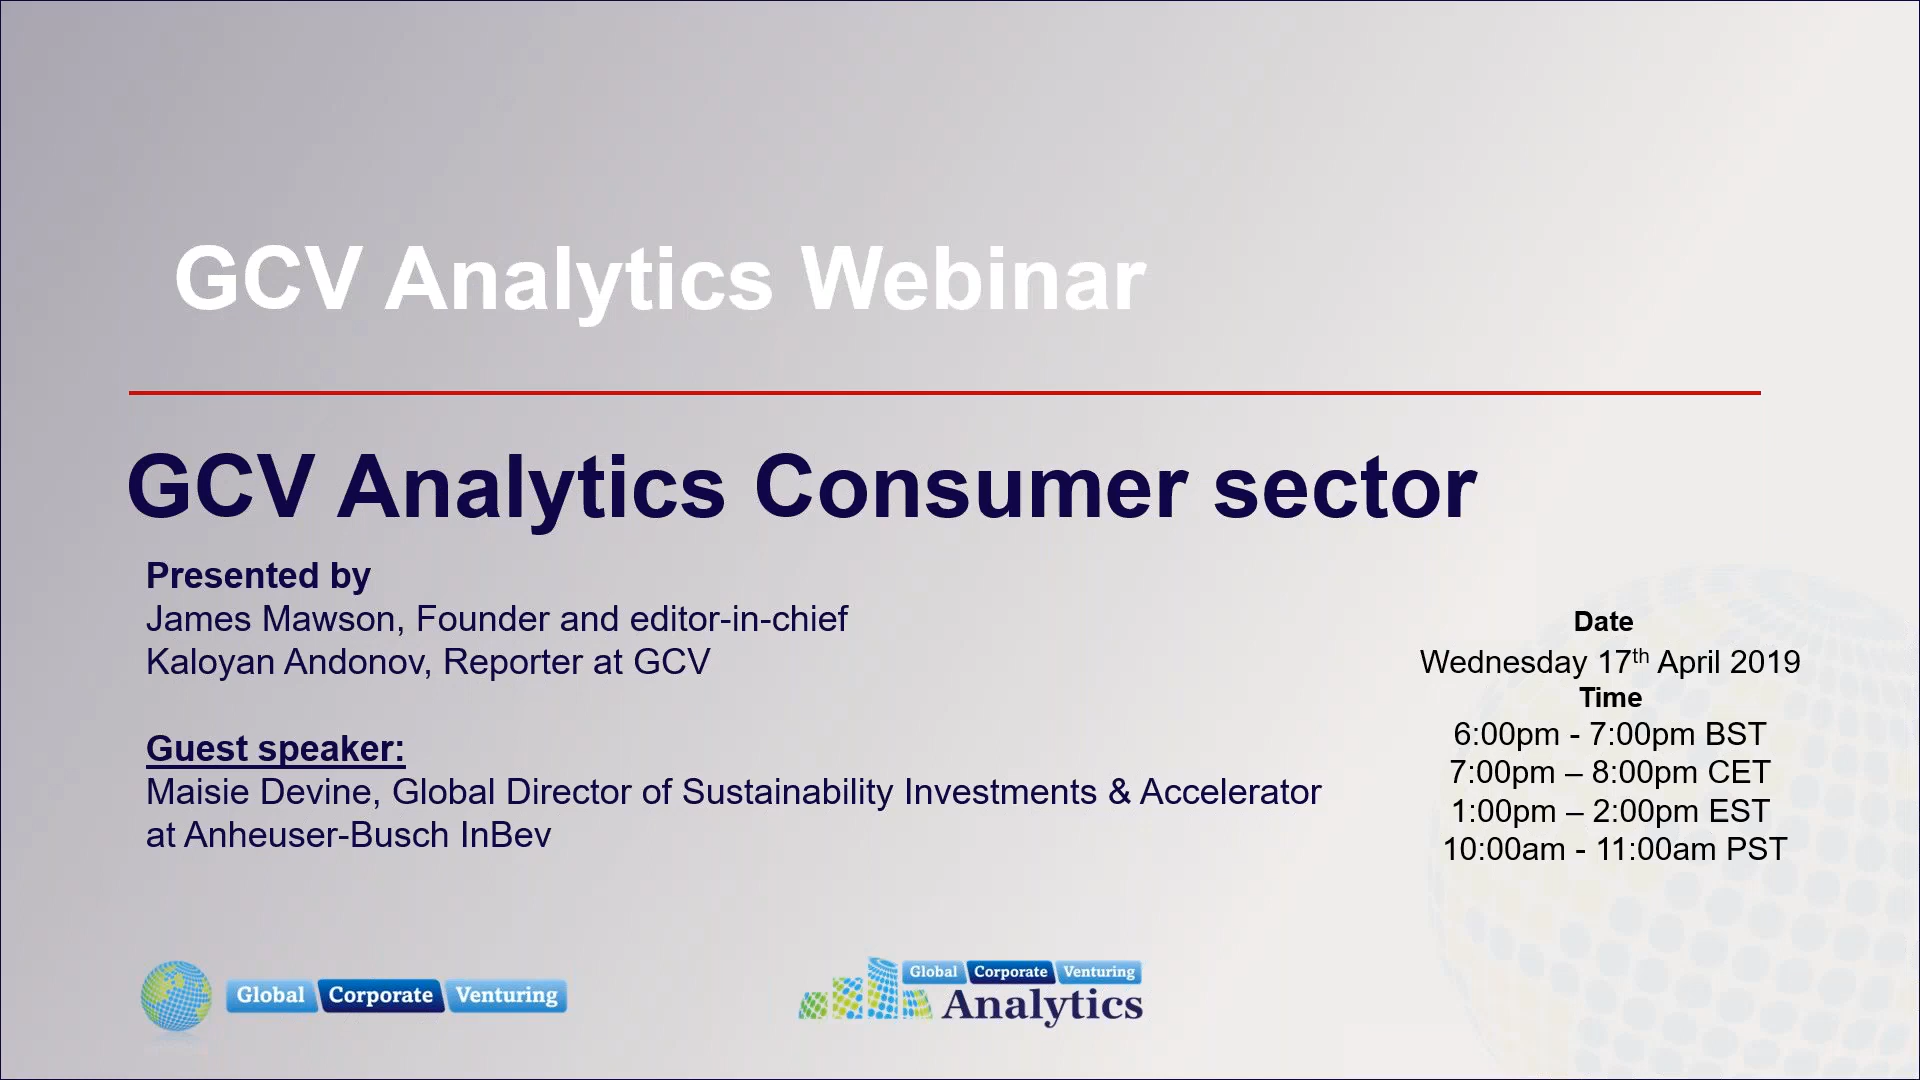 GCV Analytics Webinar
GCV Analytics Consumer sector
Presented by
James Mawson, Founder and editor-in-chief
Kaloyan Andonov, Reporter at GCV
Guest speaker:
Maisie Devine, Global Director of Sustainability Investments & Accelerator
at Anheuser-Busch InBev
Date
Wednesday 17th April 2019
Time
6:00pm - 7:00pm BST
7:00pm – 8:00pm CET
1:00pm – 2:00pm EST
10:00am - 11:00am PST
Global Corporate Venturing
Global Corporate Venturing
Analytics